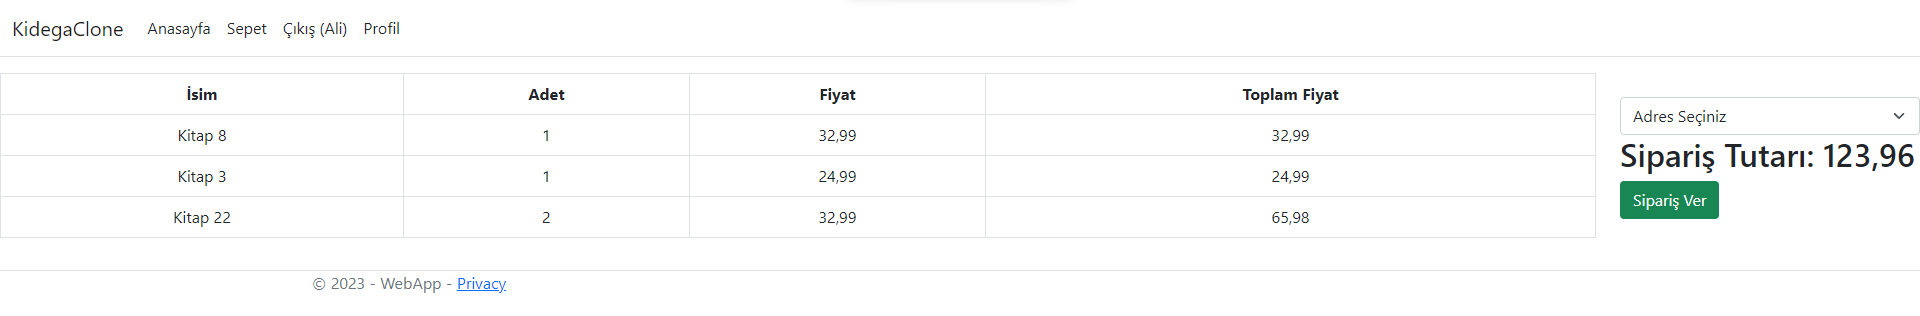 KidegaClone Anasayfa Sepet Çıkış (Ali) Profil
İsim Adet Fiyat Toplam Fiyat
Kitap 8 1 32,99 32,99
Kitap 3 1 24,99 24,99
Kitap 22 2 32,99 65,98
Adres Seçiniz
Sipariş Tutarı: 123,96
Sipariş Ver
© 2023 - WebApp - Privacy